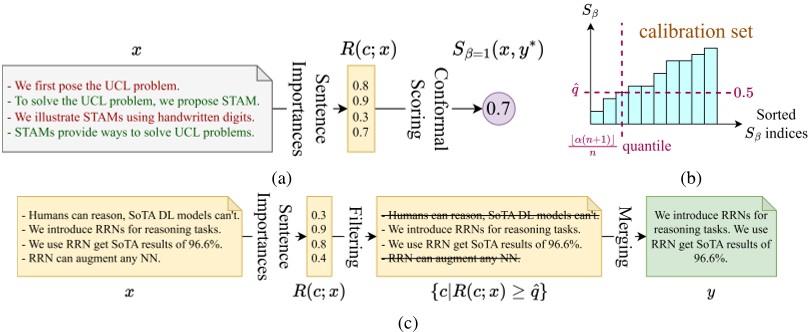 x
R(c; x)
S_{β=1}(x, y*)
- We first pose the UCL problem.
- To solve the UCL problem, we propose STAM.
- We illustrate STAMs using handwritten digits.
- STAMs provide ways to solve UCL problems.
Sentence
Importances
0.8
0.9
0.3
0.7
Conformal
Scoring
0.7
(a)
S_β
calibration set
q̂
0.5
Sorted
S_β indices
⌊α(n+1)⌋/n quantile
(b)
- Humans can reason, SoTA DL models can't.
- We introduce RRNs for reasoning tasks.
- We use RRN get SoTA results of 96.6%.
- RRN can augment any NN.
x
Sentence
Importances
0.3
0.9
0.8
0.4
R(c; x)
Filtering
- Humans can reason, SoTA DL models can't.
- We introduce RRNs for reasoning tasks.
- We use RRN get SoTA results of 96.6%.
- RRN can augment any NN.
{c|R(c; x) ≥ q̂}
Merging
We introduce RRNs for
reasoning tasks. We use
RRN get SoTA results of
96.6%.
y
(c)